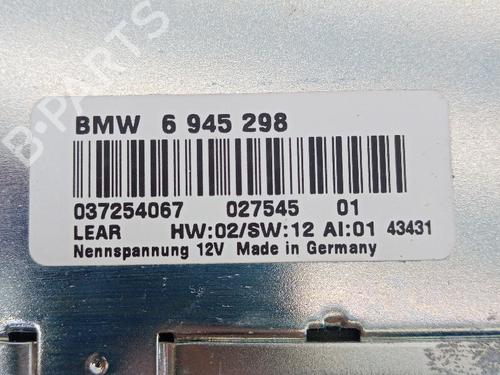 BMW 6 945 298
037254067 027545 01
LEAR HW:02/SW:12 AI:01 43431
Nennspannung 12V Made in Germany
B-PARTS